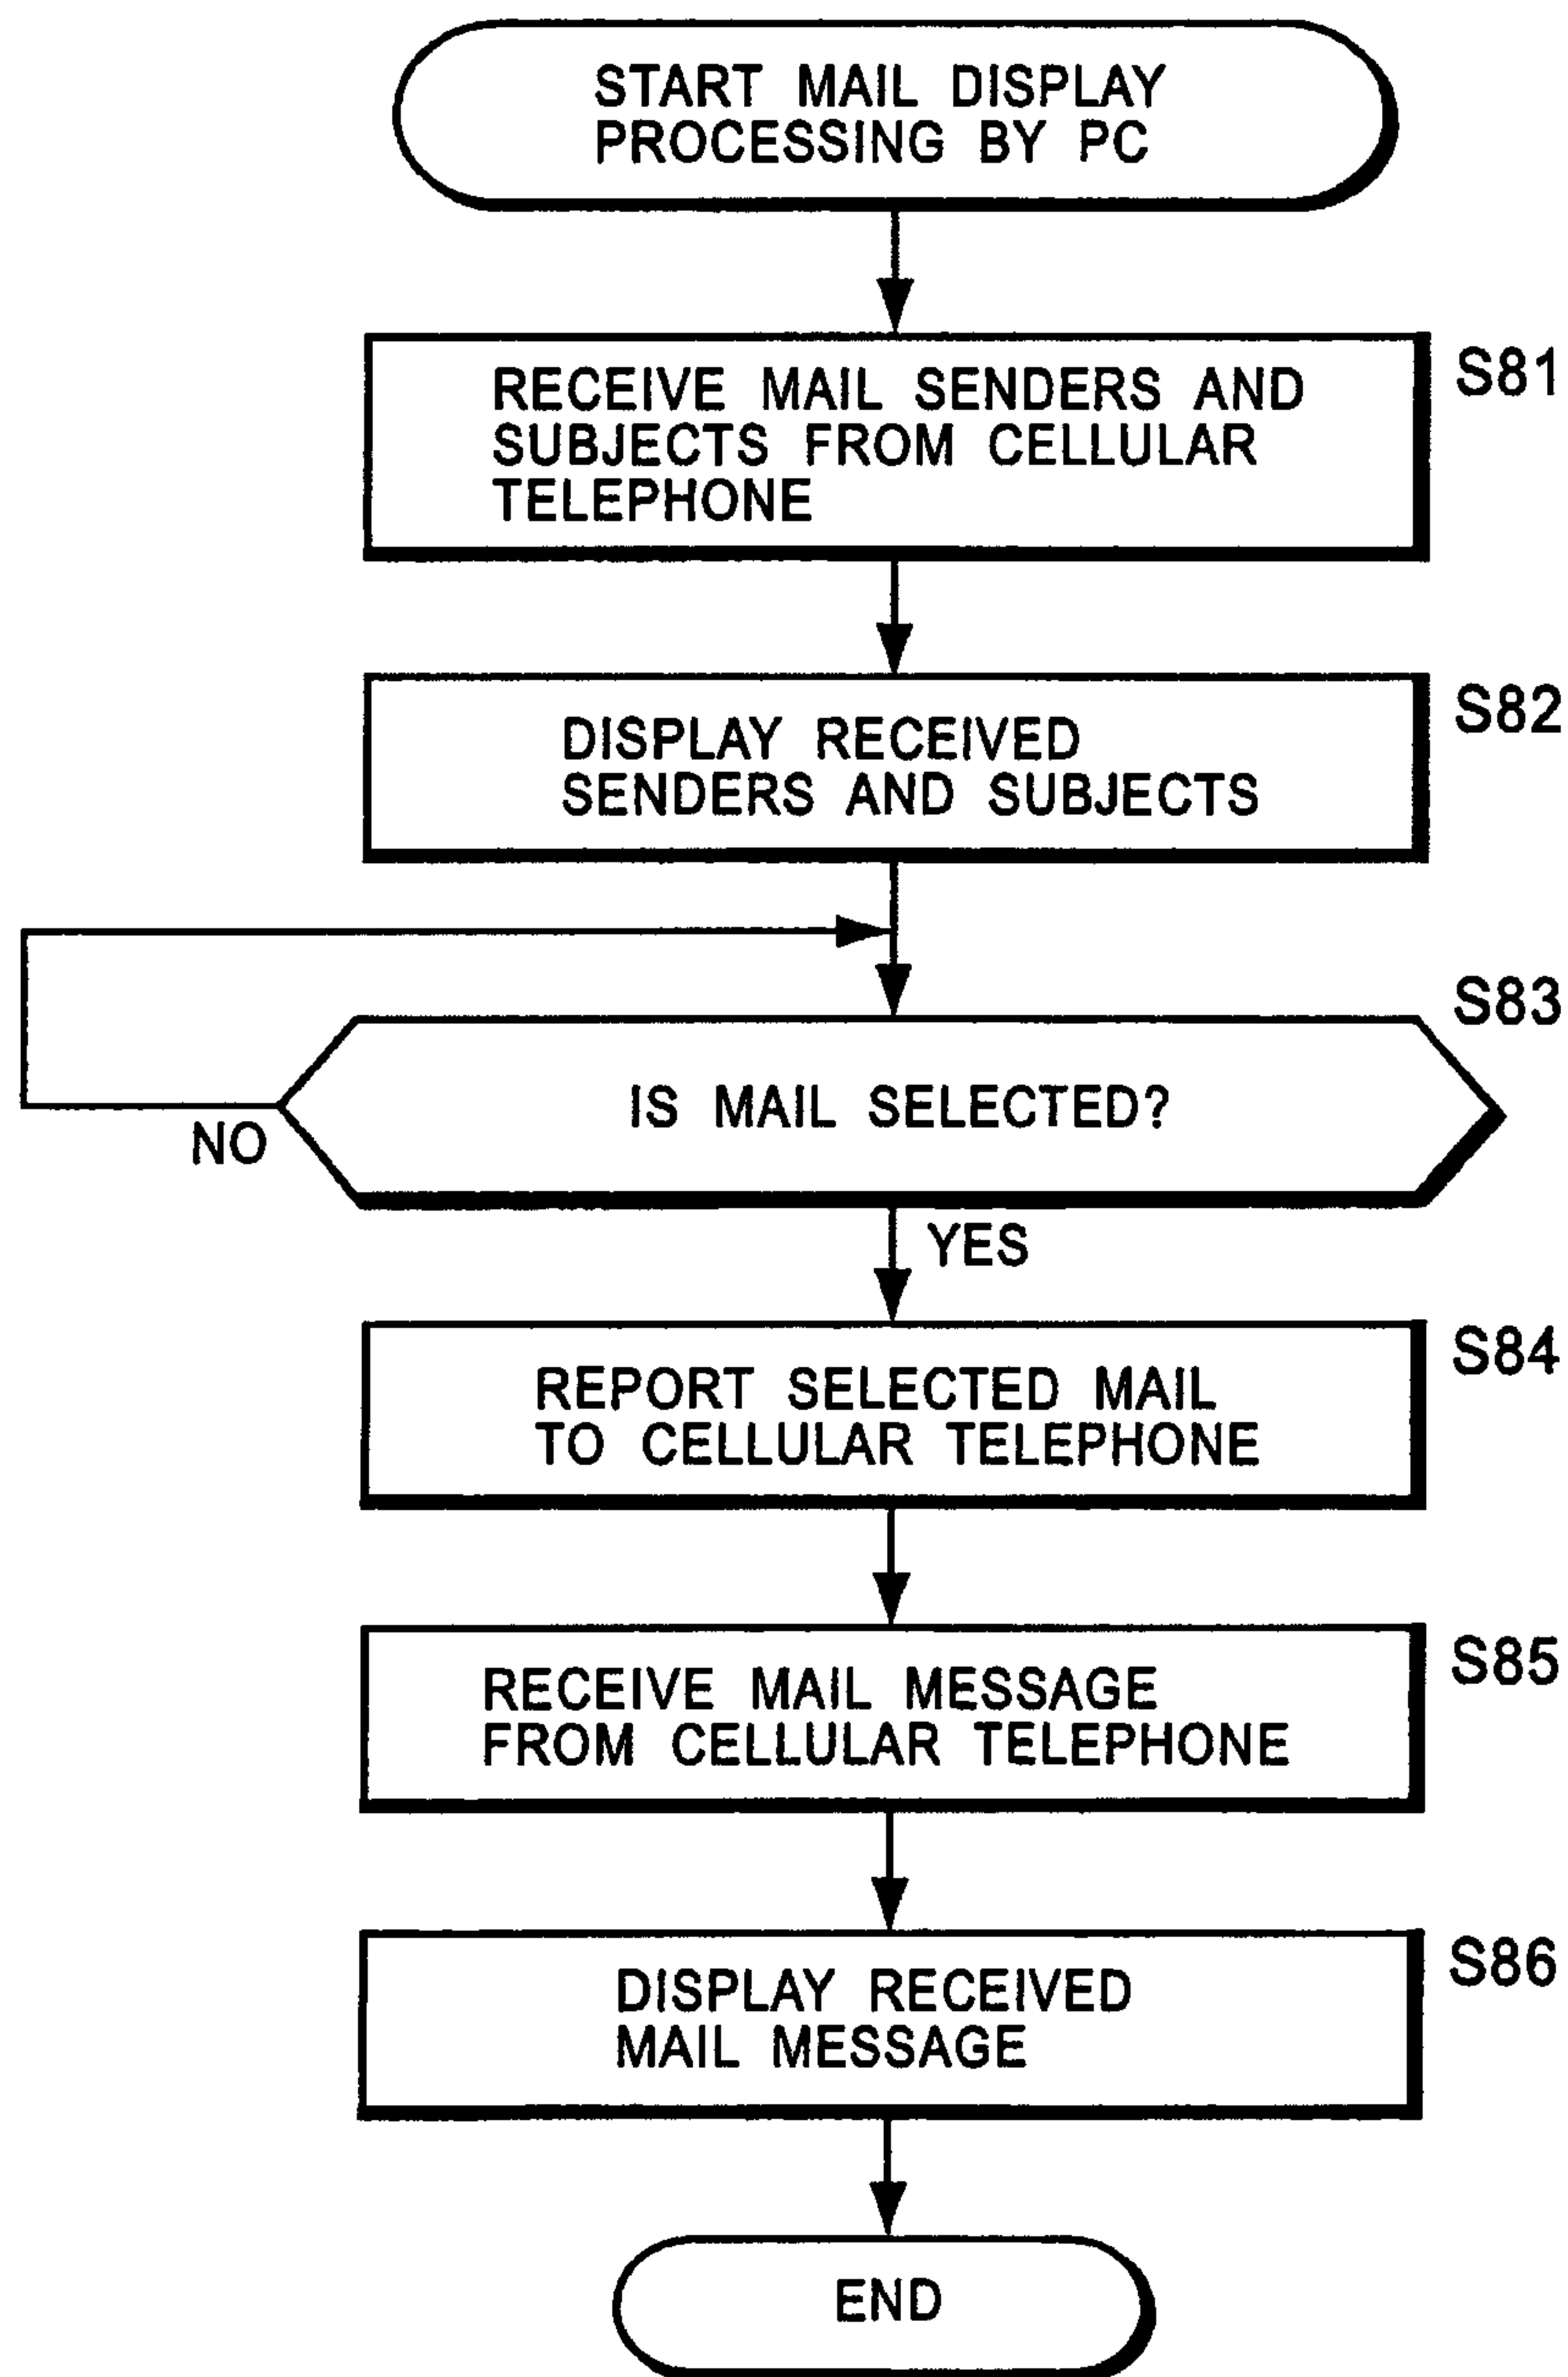 START MAIL DISPLAY
PROCESSING BY PC
S81
RECEIVE MAIL SENDERS AND
SUBJECTS FROM CELLULAR
TELEPHONE
S82
DISPLAY RECEIVED
SENDERS AND SUBJECTS
S83
IS MAIL SELECTED?
NO
YES
S84
REPORT SELECTED MAIL
TO CELLULAR TELEPHONE
S85
RECEIVE MAIL MESSAGE
FROM CELLULAR TELEPHONE
S86
DISPLAY RECEIVED
MAIL MESSAGE
END